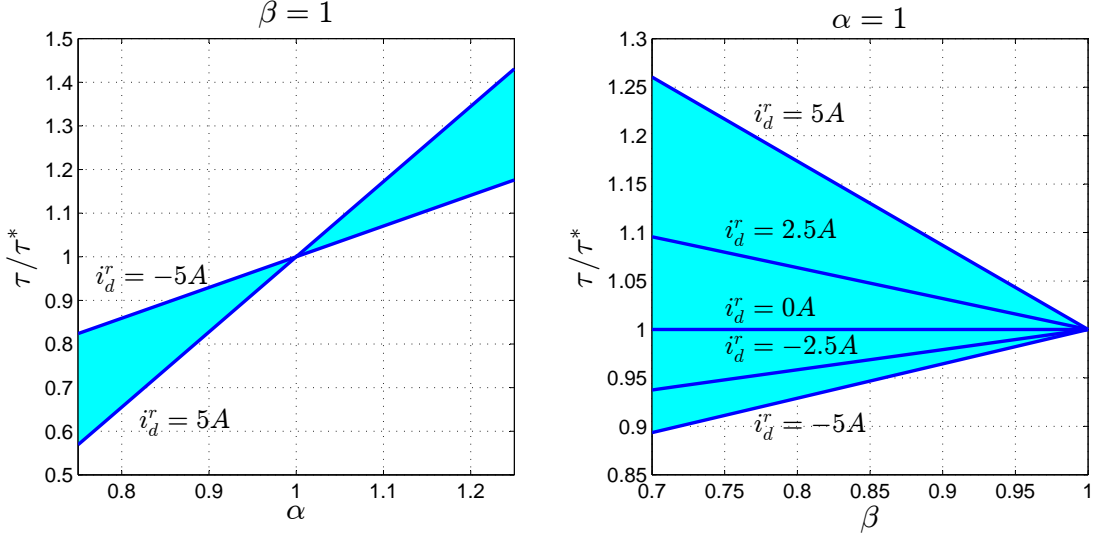 β = 1
1.5
1.4
1.3
1.2
1.1
1
0.9
0.8
0.7
0.6
0.5
τ/τ*
i_d^r = −5A
i_d^r = 5A
0.8 0.9 1 1.1 1.2
α
α = 1
1.3
1.25
1.2
1.15
1.1
1.05
1
0.95
0.9
0.85
τ/τ*
i_d^r = 5A
i_d^r = 2.5A
i_d^r = 0A
i_d^r = −2.5A
i_d^r = −5A
0.7 0.75 0.8 0.85 0.9 0.95 1
β